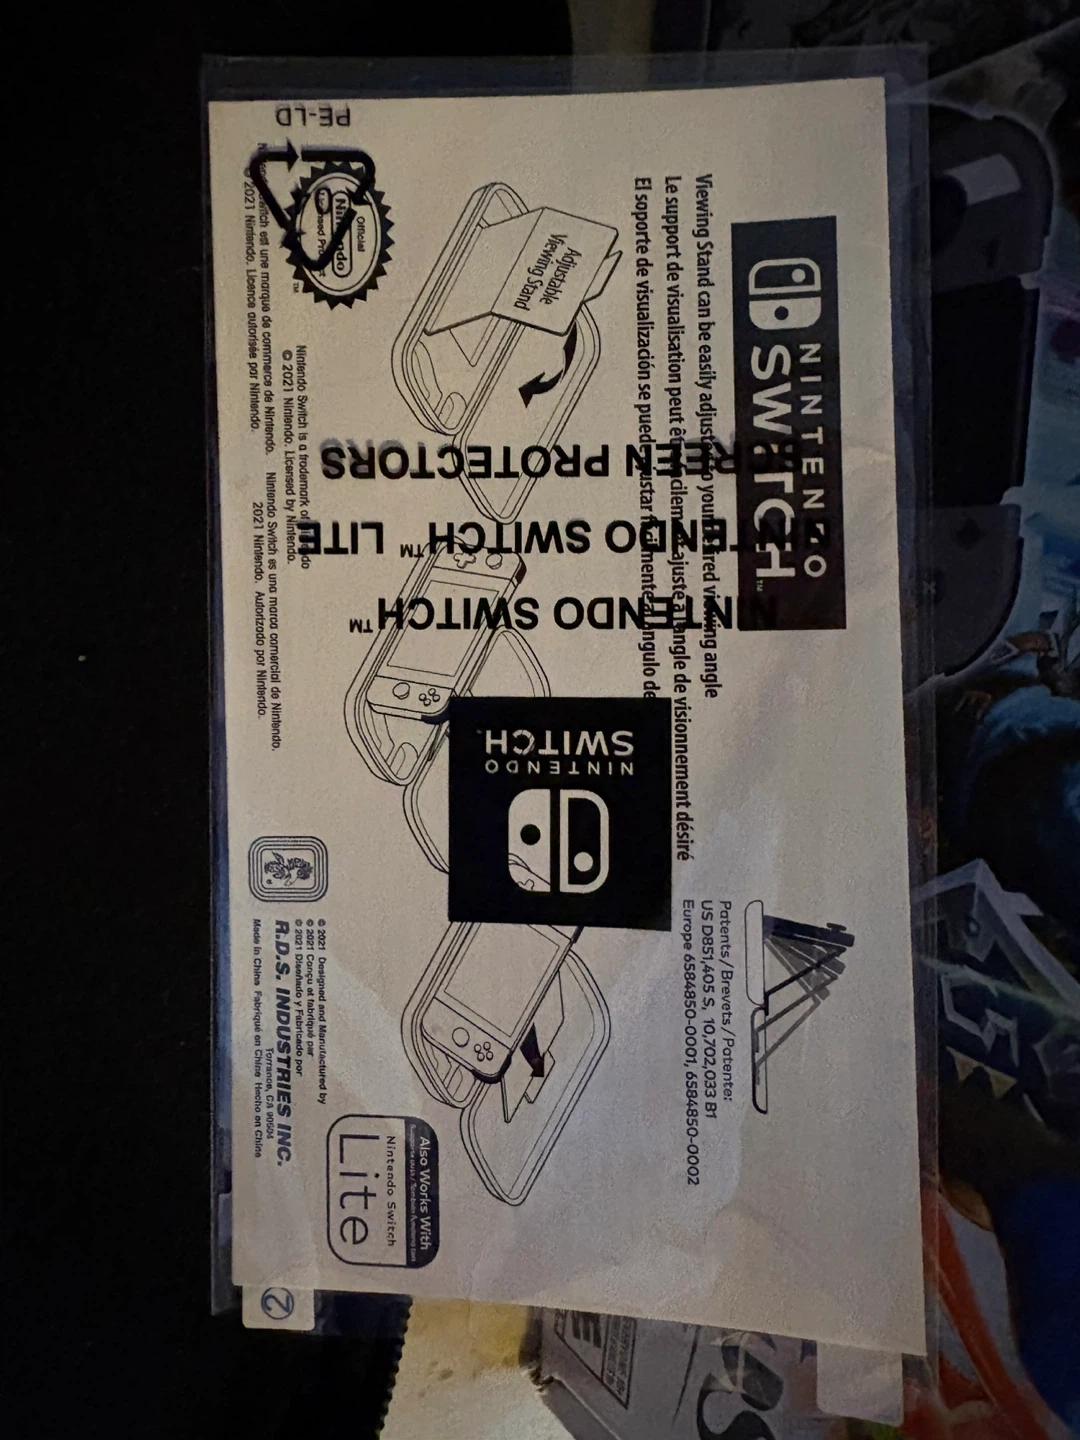 NINTENDO
SWITCH™
Viewing Stand can be easily adjusted to your desired viewing angle
Le support de visualisation peut être facilement ajusté à l'angle de visionnement désiré
El soporte de visualización se puede ajustar fácilmente al ángulo de
Adjustable
Viewing Stand
Patents / Brevets / Patente:
US D851,405 S, 10,702,033 B1
Europe 6584850-0001, 6584850-0002
Also Works With
Nintendo Switch
Lite
Official
Nintendo
Licensed Product
™
Nintendo Switch is a trademark of Nintendo
© 2021 Nintendo. Licensed by Nintendo.
Nintendo Switch est une marque de commerce de Nintendo.
© 2021 Nintendo. Licence autorisée par Nintendo.
Nintendo Switch es una marca comercial de Nintendo.
2021 Nintendo. Autorizado por Nintendo.
© 2021 Designed and Manufactured by
© 2021 Conçu et fabriqué par
© 2021 Diseñado y Fabricado por
R.D.S. INDUSTRIES INC.
Torrance, CA 90504
Made in China Fabriqué en China Hecho en China
2
NINTENDO
SWITCH™
NINTENDO SWITCH™
NINTENDO SWITCH™ LITE
SCREEN PROTECTORS
PE-LD